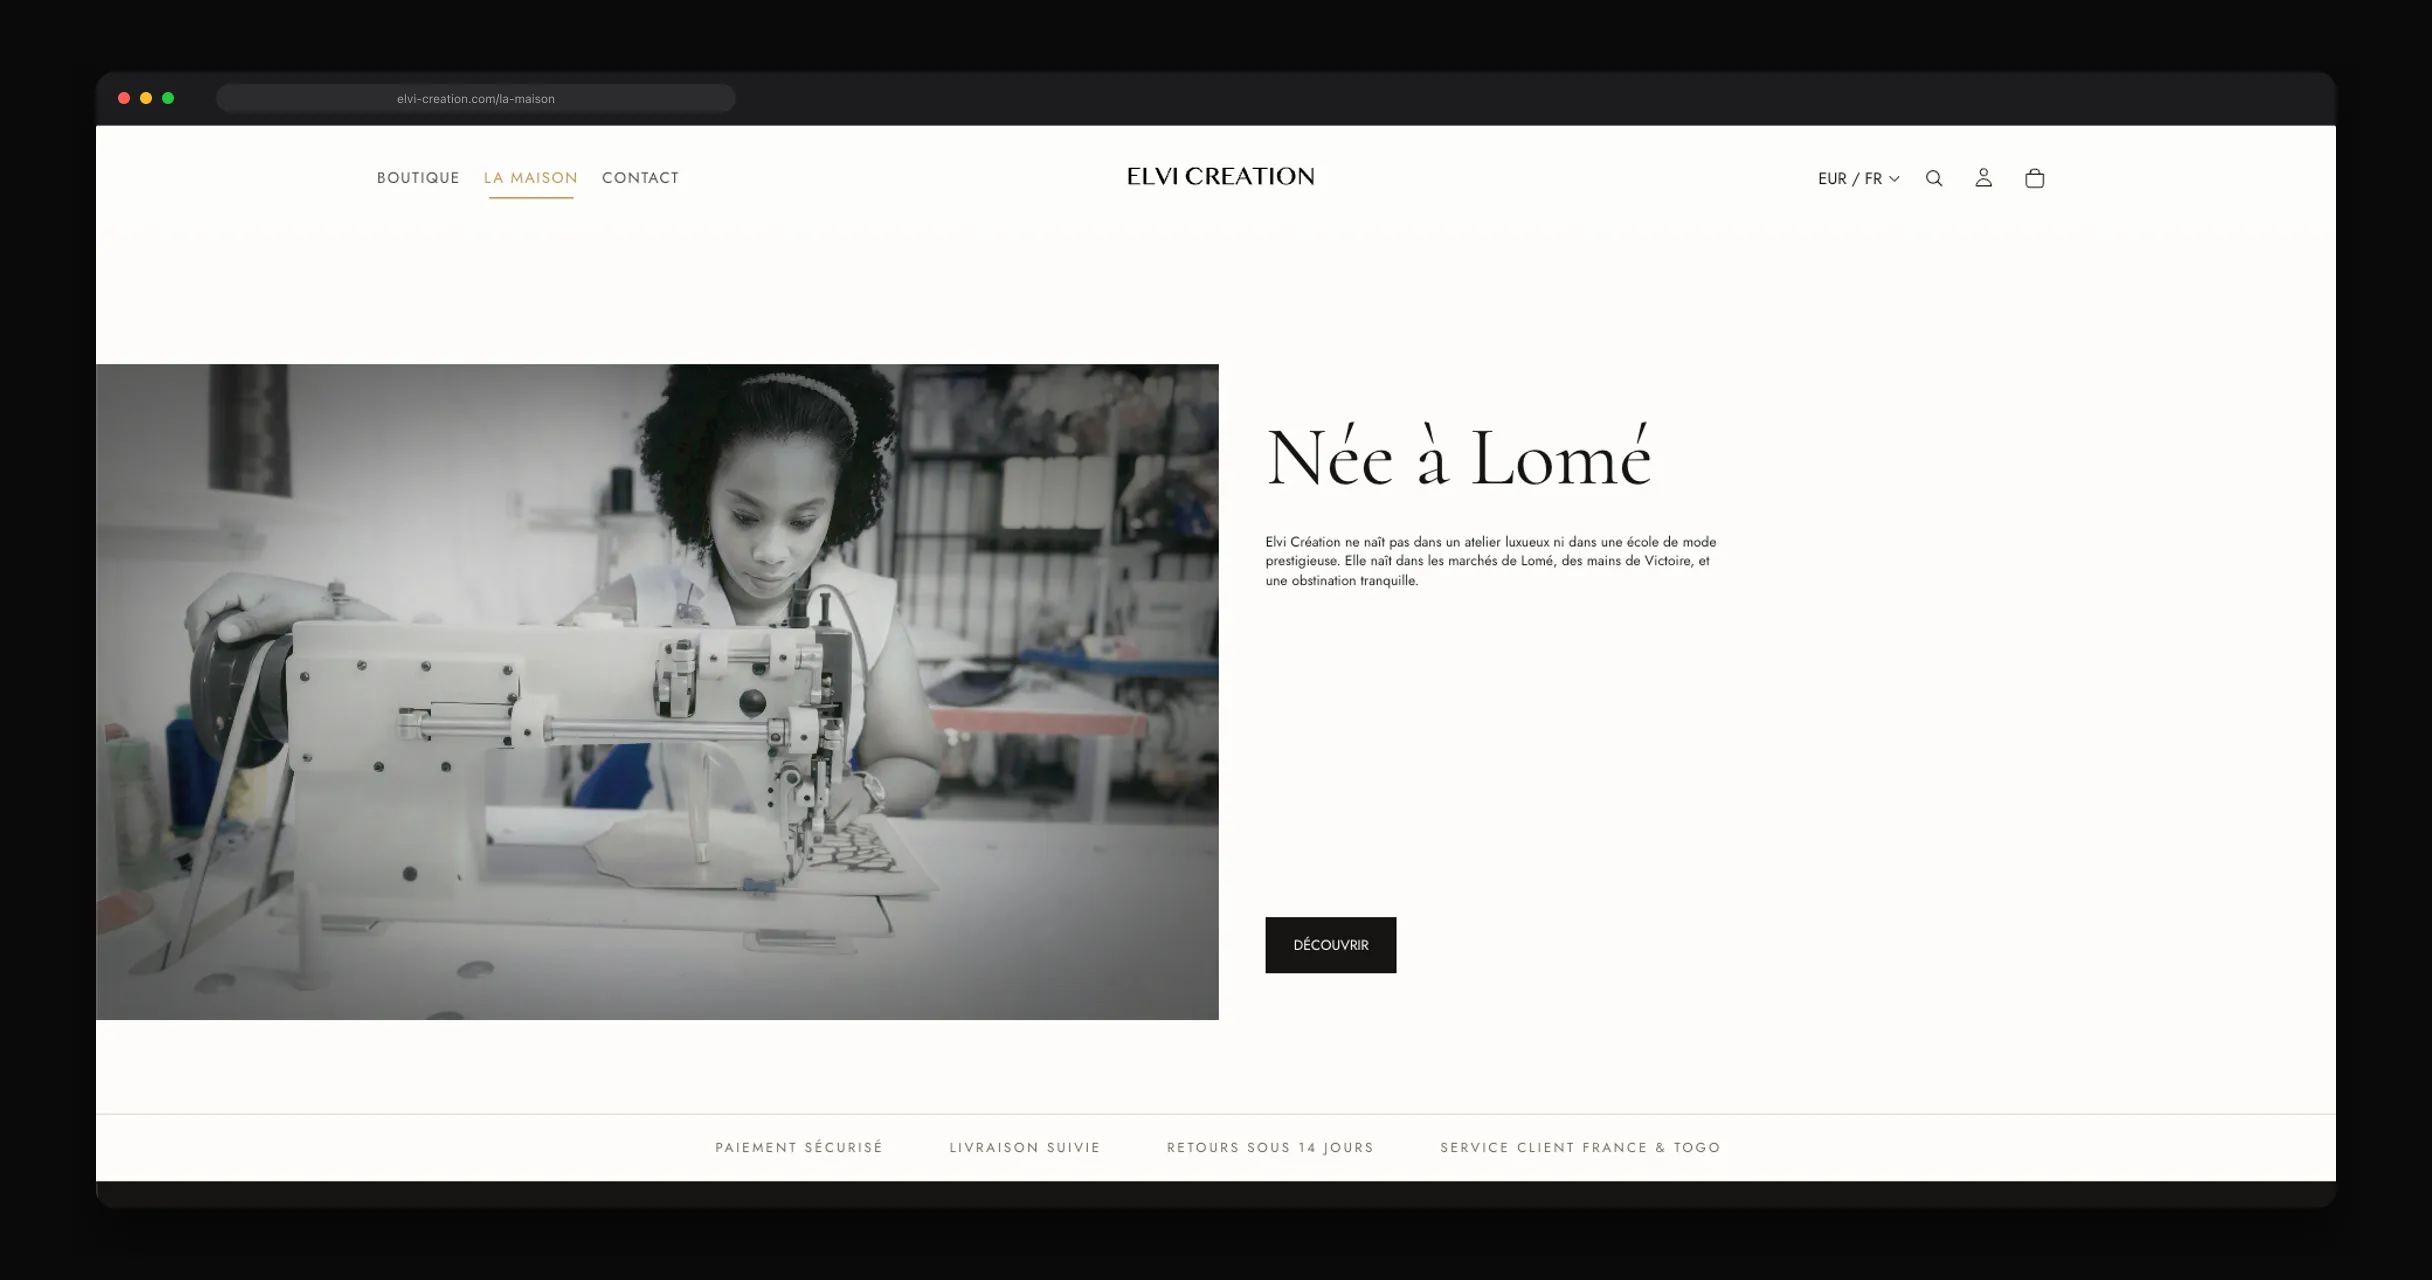 elvi-creation.com/la-maison
BOUTIQUE LA MAISON CONTACT
ELVI CREATION
EUR / FR
Née à Lomé
Elvi Création ne naît pas dans un atelier luxueux ni dans une école de mode
prestigieuse. Elle naît dans les marchés de Lomé, des mains de Victoire, et
une obstination tranquille.
DÉCOUVRIR
PAIEMENT SÉCURISÉ LIVRAISON SUIVIE RETOURS SOUS 14 JOURS SERVICE CLIENT FRANCE & TOGO